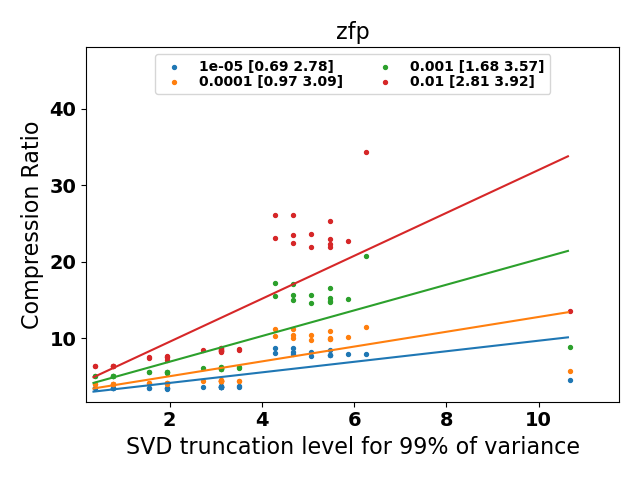 zfp
1e-05 [0.69 2.78]
0.0001 [0.97 3.09]
0.001 [1.68 3.57]
0.01 [2.81 3.92]
Compression Ratio
40
30
20
10
2 4 6 8 10
SVD truncation level for 99% of variance